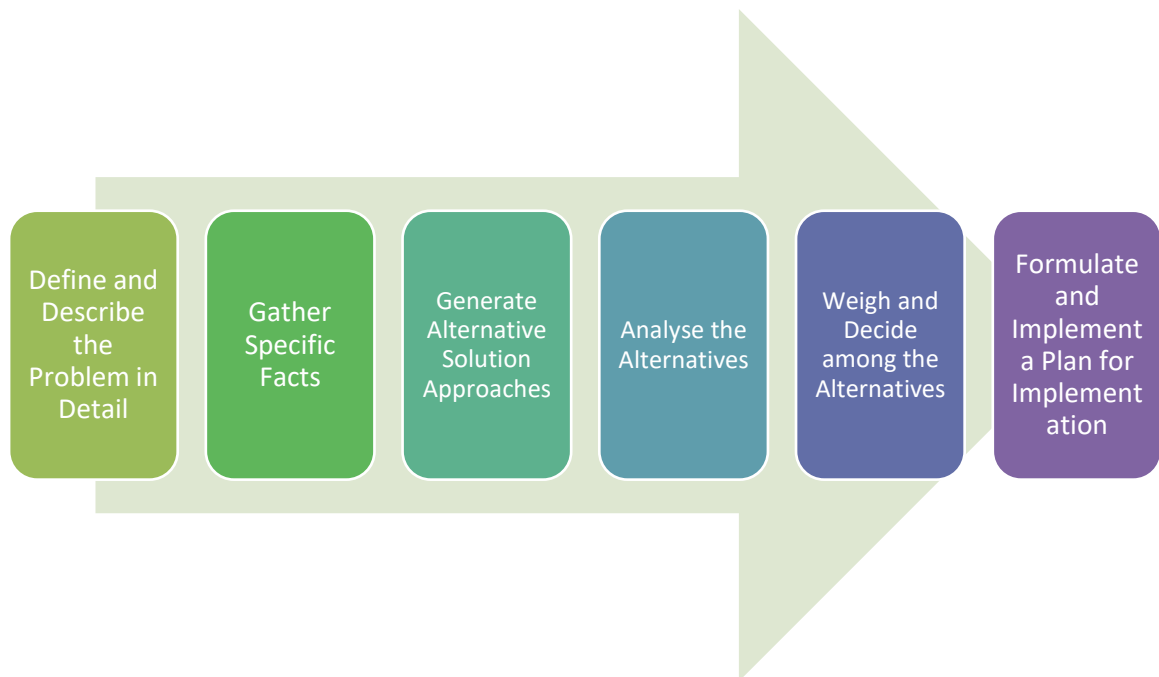 Define and
Describe
the
Problem in
Detail
Gather
Specific
Facts
Generate
Alternative
Solution
Approaches
Analyse the
Alternatives
Weigh and
Decide
among the
Alternatives
Formulate
and
Implement
a Plan for
Implement
ation